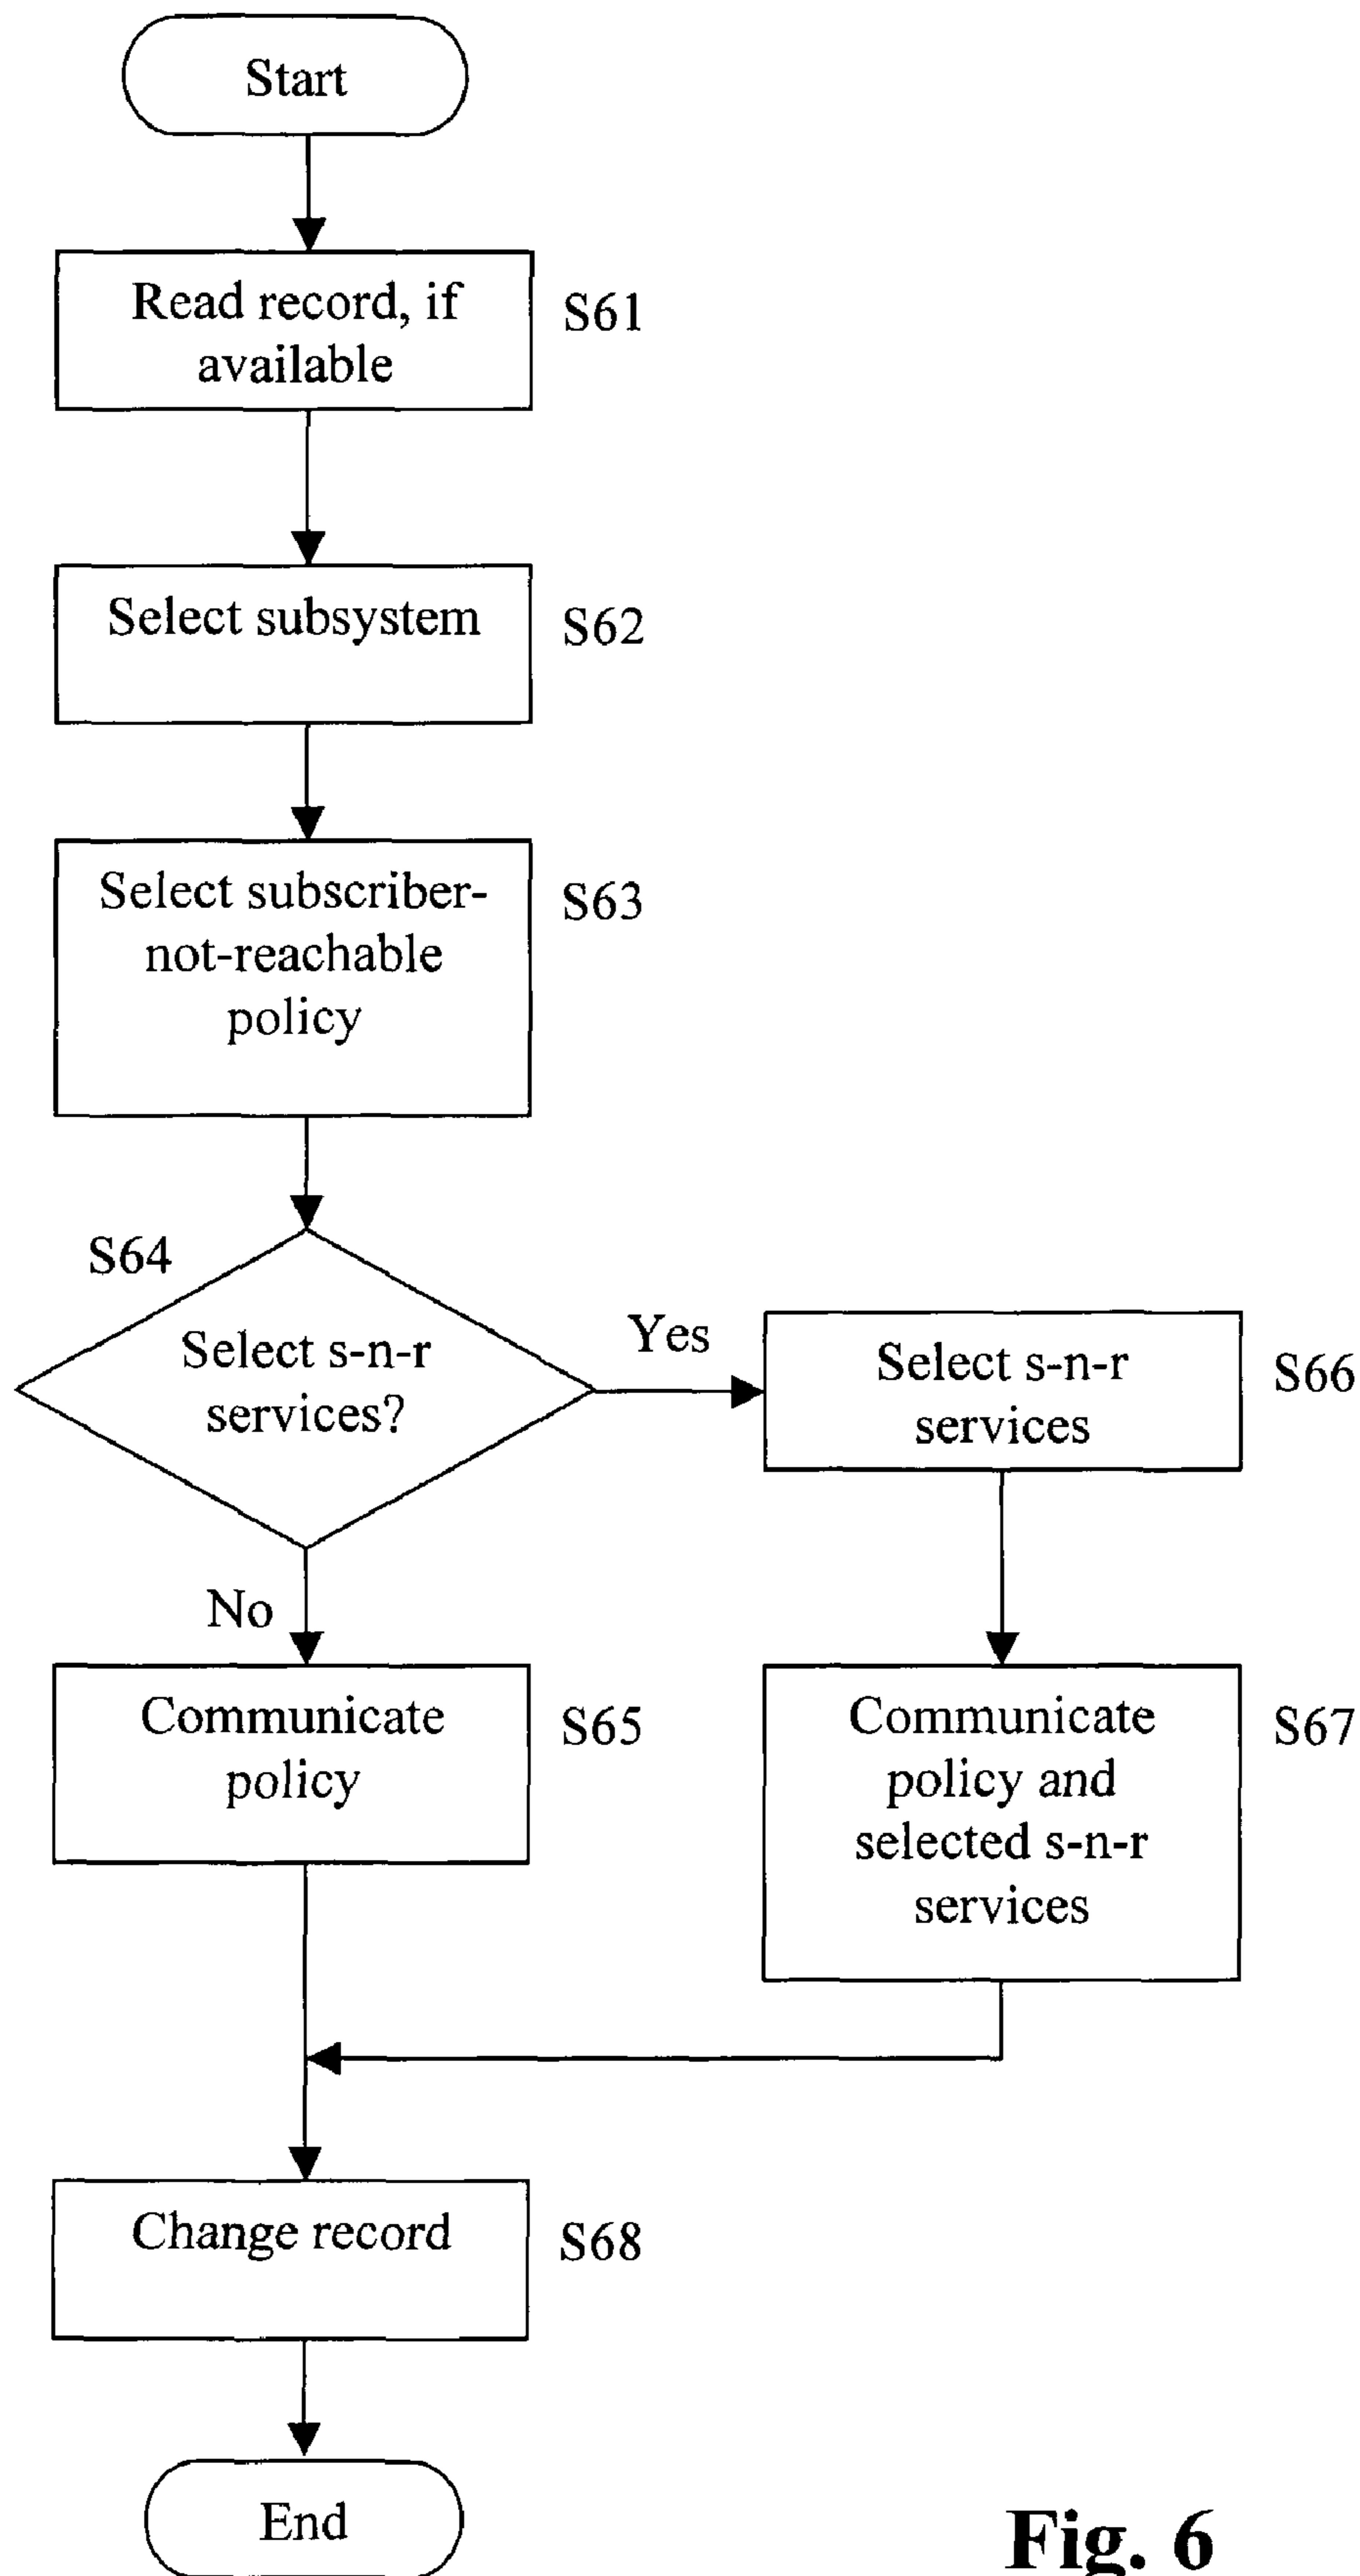 Start
Read record, if
available
S61
Select subsystem
S62
Select subscriber-
not-reachable
policy
S63
S64
Select s-n-r
services?
Yes
Select s-n-r
services
S66
No
Communicate
policy
S65
Communicate
policy and
selected s-n-r
services
S67
Change record
S68
End
Fig. 6